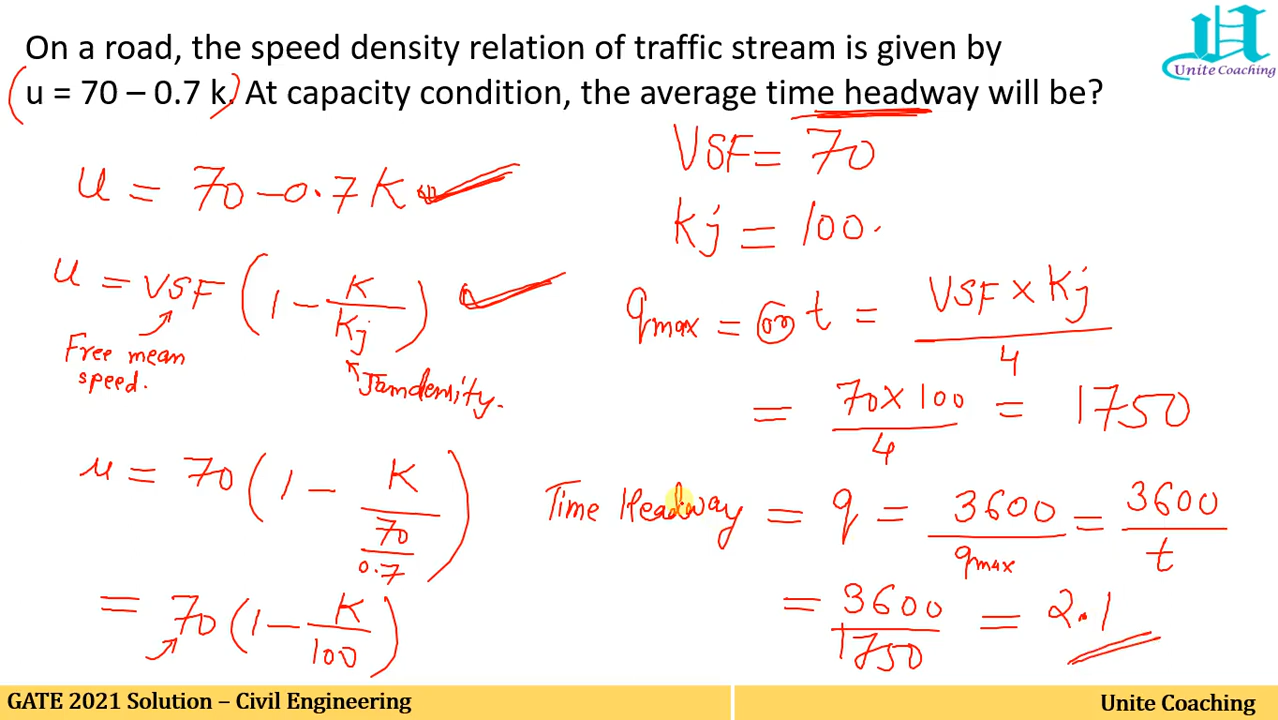 On a road, the speed density relation of traffic stream is given by
(u = 70 – 0.7 k). At capacity condition, the average time headway will be?
Unite Coaching
u = 70 - 0.7 K
u = VSF ( 1 - K / Kj )
Free mean
speed.
Jamdensity.
u = 70 ( 1 - K / 70 / 0.7 )
= 70 ( 1 - K / 100 )
VSF = 70
Kj = 100.
qmax = (or) t = VSF × Kj / 4
= 70 × 100 / 4 = 1750
Time Headway = q = 3600 / qmax = 3600 / t
= 3600 / 1750 = 2.1
GATE 2021 Solution – Civil Engineering
Unite Coaching